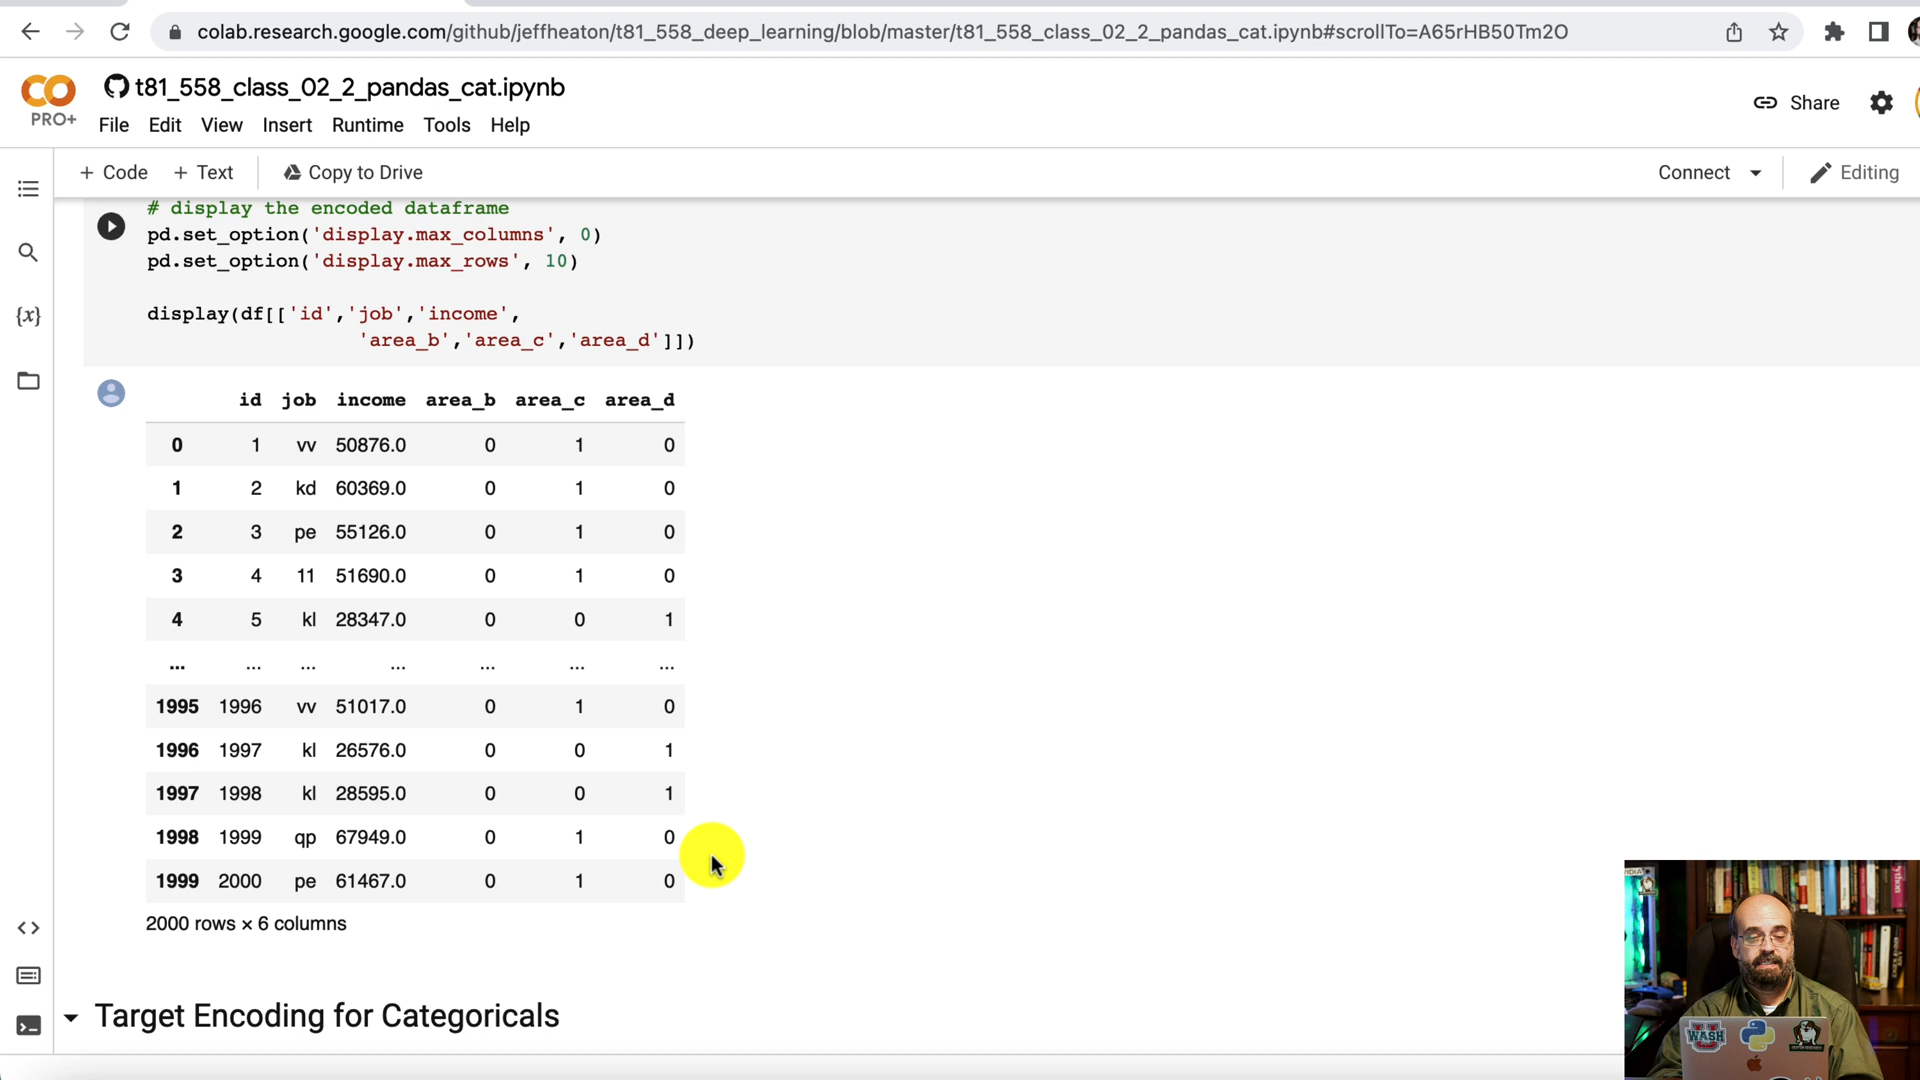 colab.research.google.com/github/jeffheaton/t81_558_deep_learning/blob/master/t81_558_class_02_2_pandas_cat.ipynb#scrollTo=A65rHB50Tm2O
t81_558_class_02_2_pandas_cat.ipynb
PRO+
File Edit View Insert Runtime Tools Help
Share
+ Code + Text Copy to Drive
Connect Editing
# display the encoded dataframe
pd.set_option('display.max_columns', 0)
pd.set_option('display.max_rows', 10)
display(df[['id','job','income',
'area_b','area_c','area_d']])
id job income area_b area_c area_d
0 1 vv 50876.0 0 1 0
1 2 kd 60369.0 0 1 0
2 3 pe 55126.0 0 1 0
3 4 11 51690.0 0 1 0
4 5 kl 28347.0 0 0 1
... ... ... ... ... ... ...
1995 1996 vv 51017.0 0 1 0
1996 1997 kl 26576.0 0 0 1
1997 1998 kl 28595.0 0 0 1
1998 1999 qp 67949.0 0 1 0
1999 2000 pe 61467.0 0 1 0
2000 rows × 6 columns
Target Encoding for Categoricals
WASH